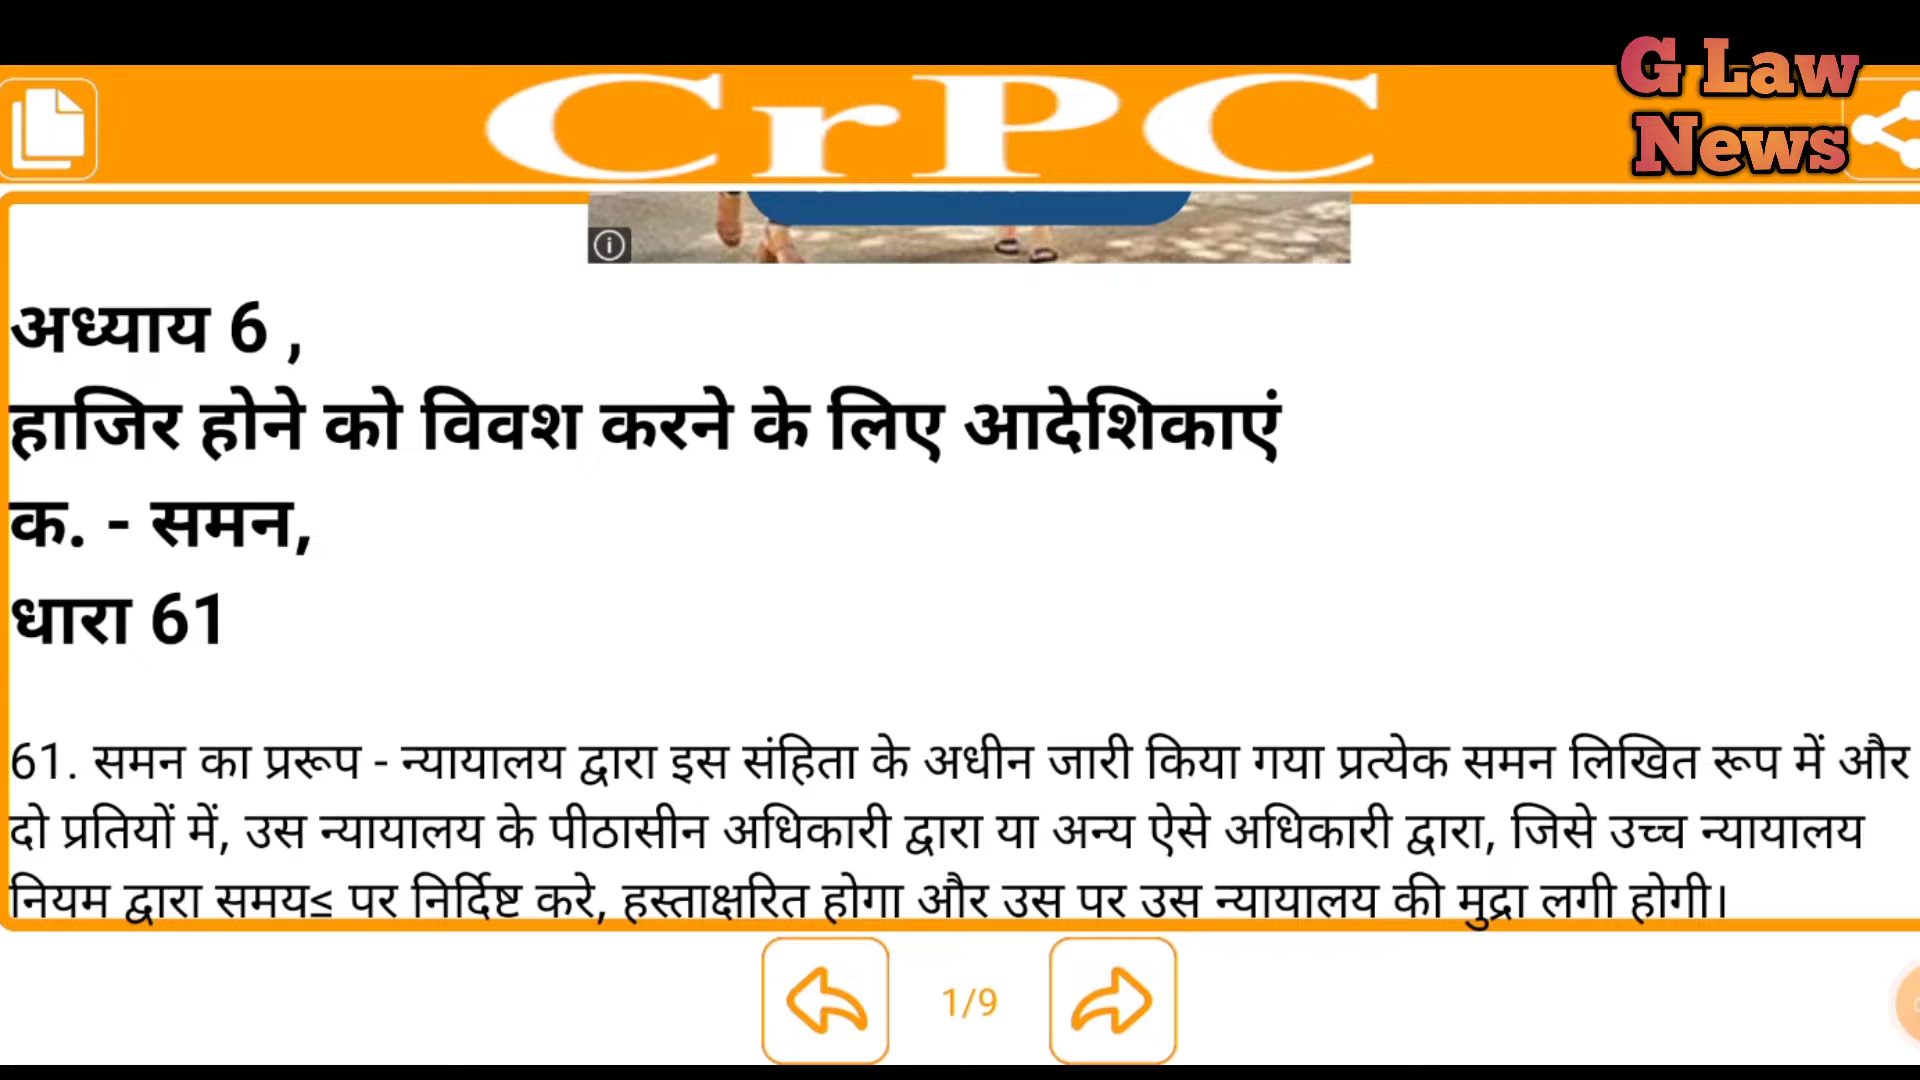 G Law
News
CrPC
अध्याय 6 ,
हाजिर होने को विवश करने के लिए आदेशिकाएं
क. - समन,
धारा 61
61. समन का प्ररूप - न्यायालय द्वारा इस संहिता के अधीन जारी किया गया प्रत्येक समन लिखित रूप में और
दो प्रतियों में, उस न्यायालय के पीठासीन अधिकारी द्वारा या अन्य ऐसे अधिकारी द्वारा, जिसे उच्च न्यायालय
नियम द्वारा समय≤ पर निर्दिष्ट करे, हस्ताक्षरित होगा और उस पर उस न्यायालय की मुद्रा लगी होगी।
1/9